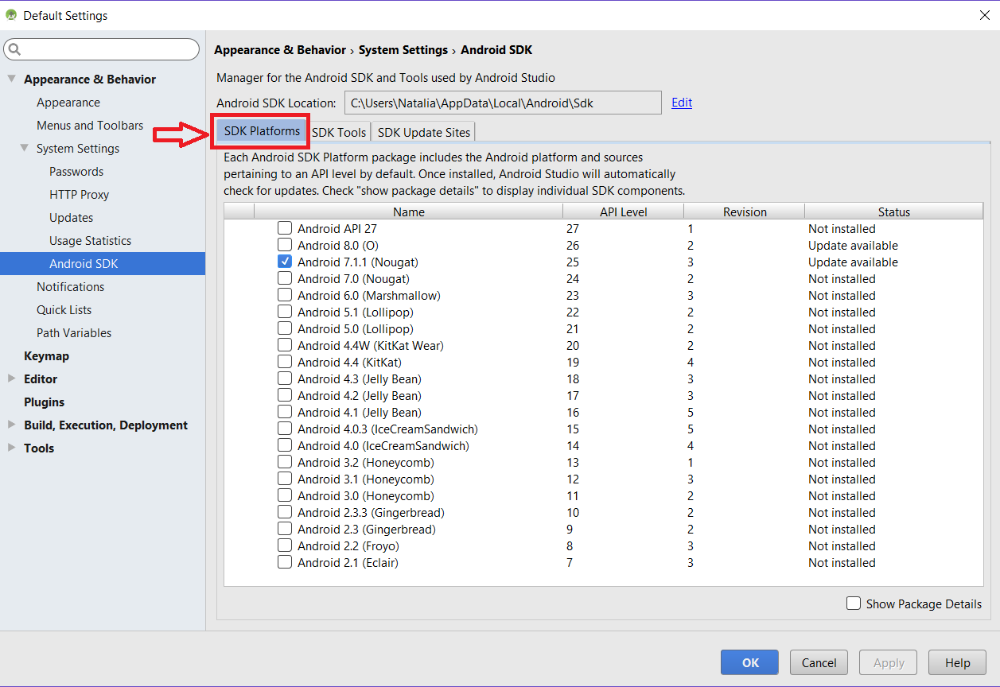 Default Settings
Appearance & Behavior
Appearance
Menus and Toolbars
System Settings
Passwords
HTTP Proxy
Updates
Usage Statistics
Android SDK
Notifications
Quick Lists
Path Variables
Keymap
Editor
Plugins
Build, Execution, Deployment
Tools
Appearance & Behavior › System Settings › Android SDK
Manager for the Android SDK and Tools used by Android Studio
Android SDK Location: C:\Users\Natalia\AppData\Local\Android\Sdk Edit
SDK Platforms SDK Tools SDK Update Sites
Each Android SDK Platform package includes the Android platform and sources
pertaining to an API level by default. Once installed, Android Studio will automatically
check for updates. Check "show package details" to display individual SDK components.
Name API Level Revision Status
Android API 27 27 1 Not installed
Android 8.0 (O) 26 2 Update available
Android 7.1.1 (Nougat) 25 3 Update available
Android 7.0 (Nougat) 24 2 Not installed
Android 6.0 (Marshmallow) 23 3 Not installed
Android 5.1 (Lollipop) 22 2 Not installed
Android 5.0 (Lollipop) 21 2 Not installed
Android 4.4W (KitKat Wear) 20 2 Not installed
Android 4.4 (KitKat) 19 4 Not installed
Android 4.3 (Jelly Bean) 18 3 Not installed
Android 4.2 (Jelly Bean) 17 3 Not installed
Android 4.1 (Jelly Bean) 16 5 Not installed
Android 4.0.3 (IceCreamSandwich) 15 5 Not installed
Android 4.0 (IceCreamSandwich) 14 4 Not installed
Android 3.2 (Honeycomb) 13 1 Not installed
Android 3.1 (Honeycomb) 12 3 Not installed
Android 3.0 (Honeycomb) 11 2 Not installed
Android 2.3.3 (Gingerbread) 10 2 Not installed
Android 2.3 (Gingerbread) 9 2 Not installed
Android 2.2 (Froyo) 8 3 Not installed
Android 2.1 (Eclair) 7 3 Not installed
Show Package Details
OK Cancel Apply Help